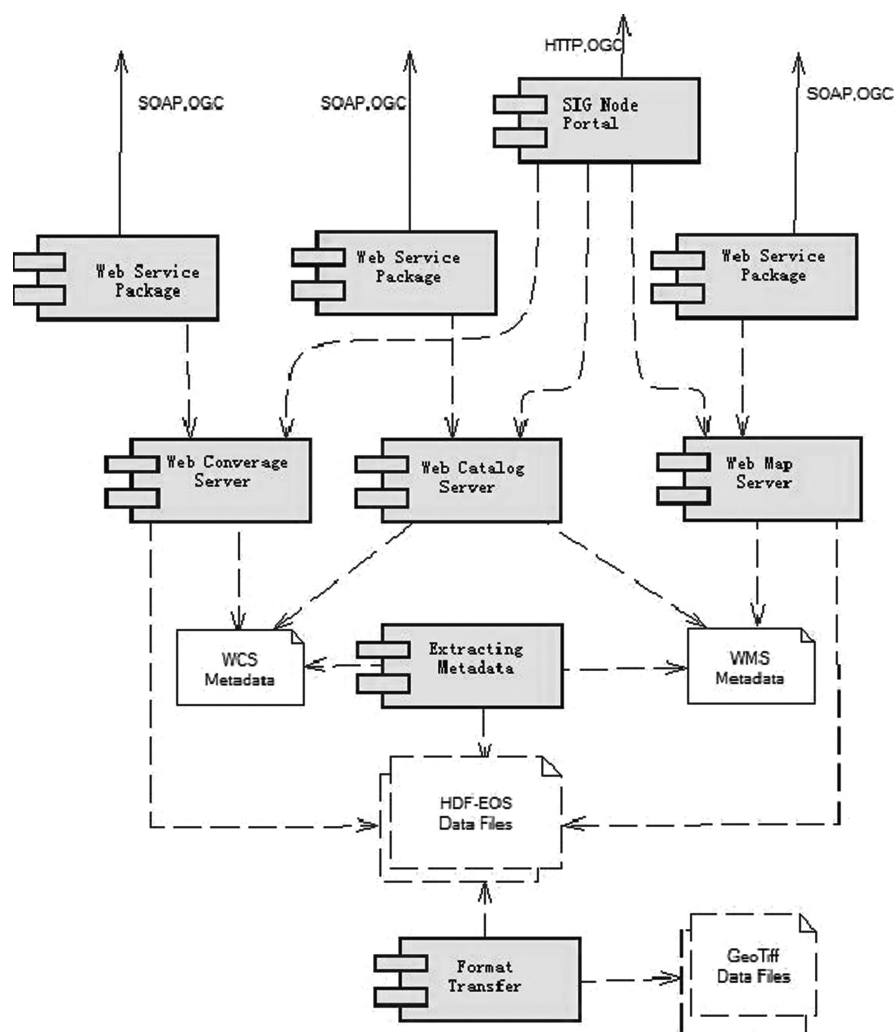 HTTP,OGC
SOAP,OGC
SOAP,OGC
SOAP,OGC
SIG Node
Portal
Web Service
Package
Web Service
Package
Web Service
Package
Web Converage
Server
Web Catalog
Server
Web Map
Server
WCS
Metadata
Extracting
Metadata
WMS
Metadata
HDF-EOS
Data Files
Format
Transfer
GeoTiff
Data Files